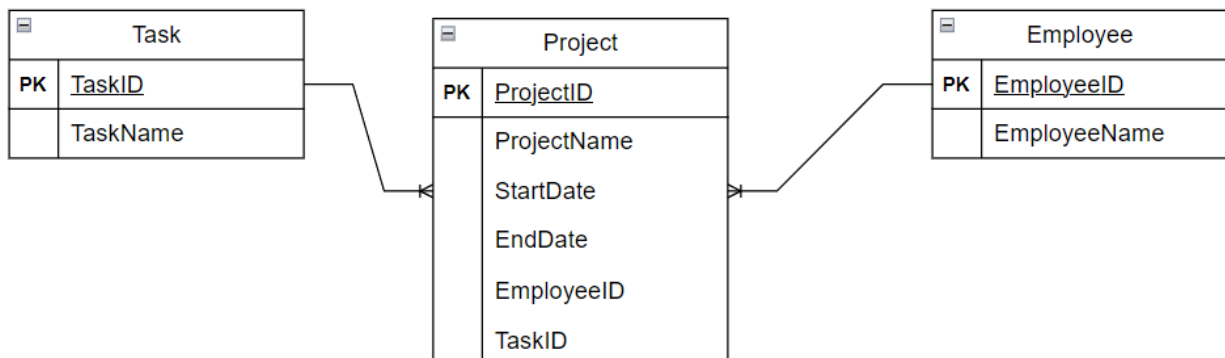 Task
PK TaskID
TaskName
Project
PK ProjectID
ProjectName
StartDate
EndDate
EmployeeID
TaskID
Employee
PK EmployeeID
EmployeeName